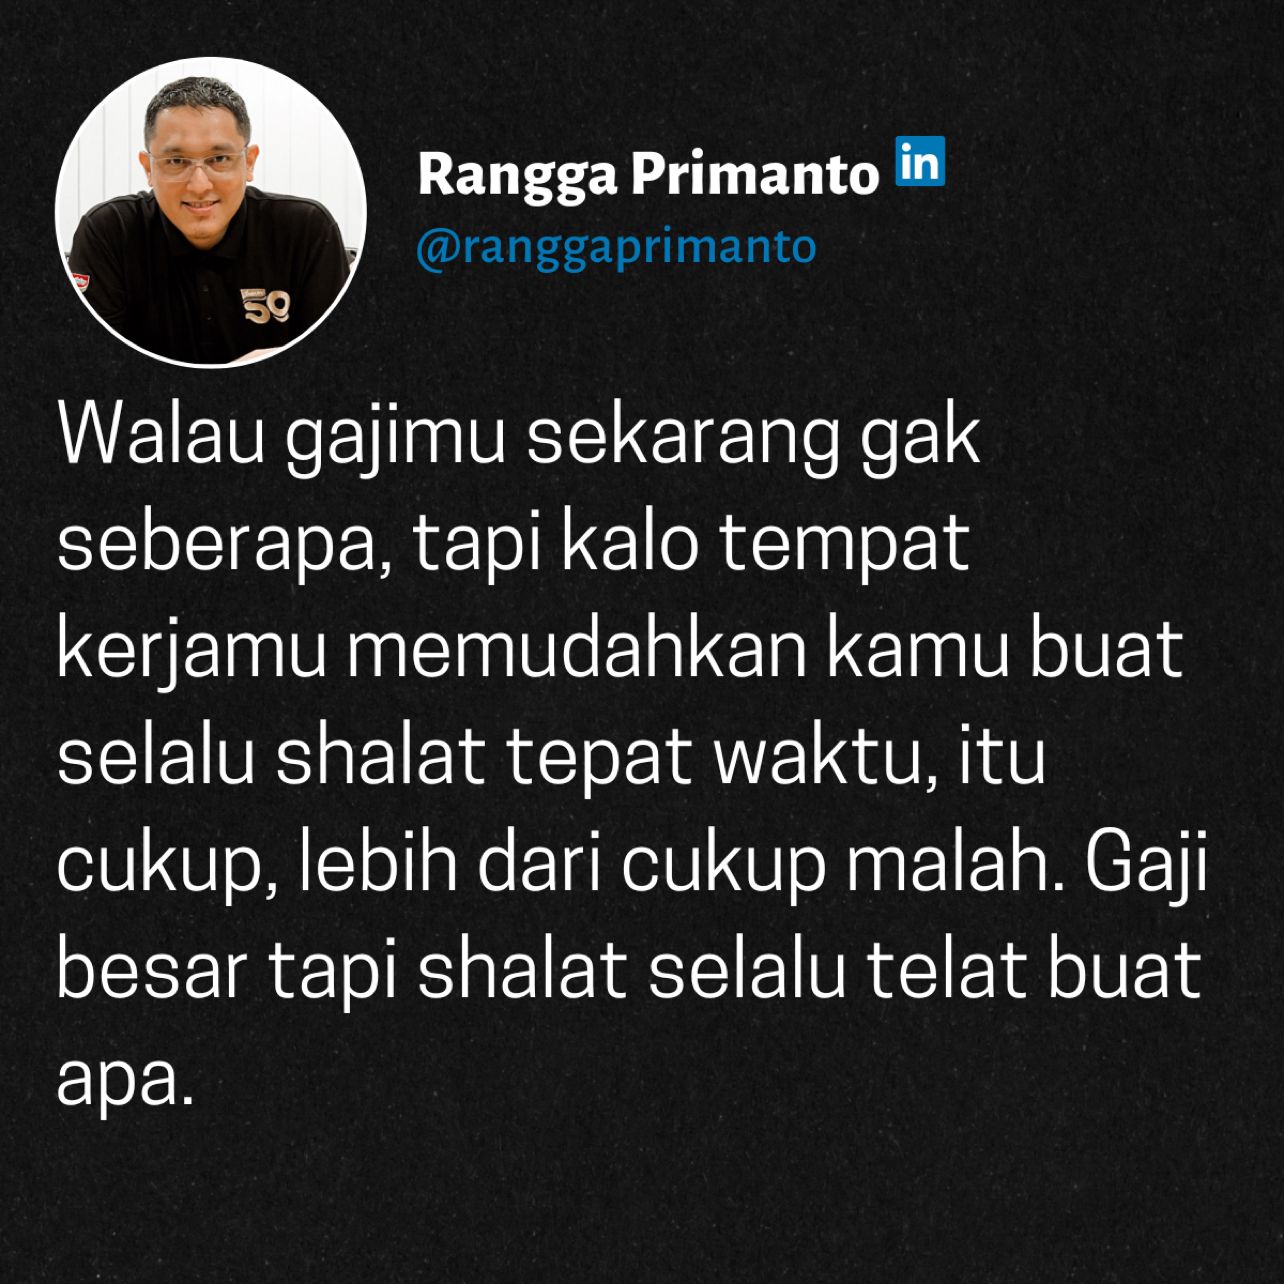 Rangga Primanto in
@ranggaprimanto
59
Walau gajimu sekarang gak
seberapa, tapi kalo tempat
kerjamu memudahkan kamu buat
selalu shalat tepat waktu, itu
cukup, lebih dari cukup malah. Gaji
besar tapi shalat selalu telat buat
apa.